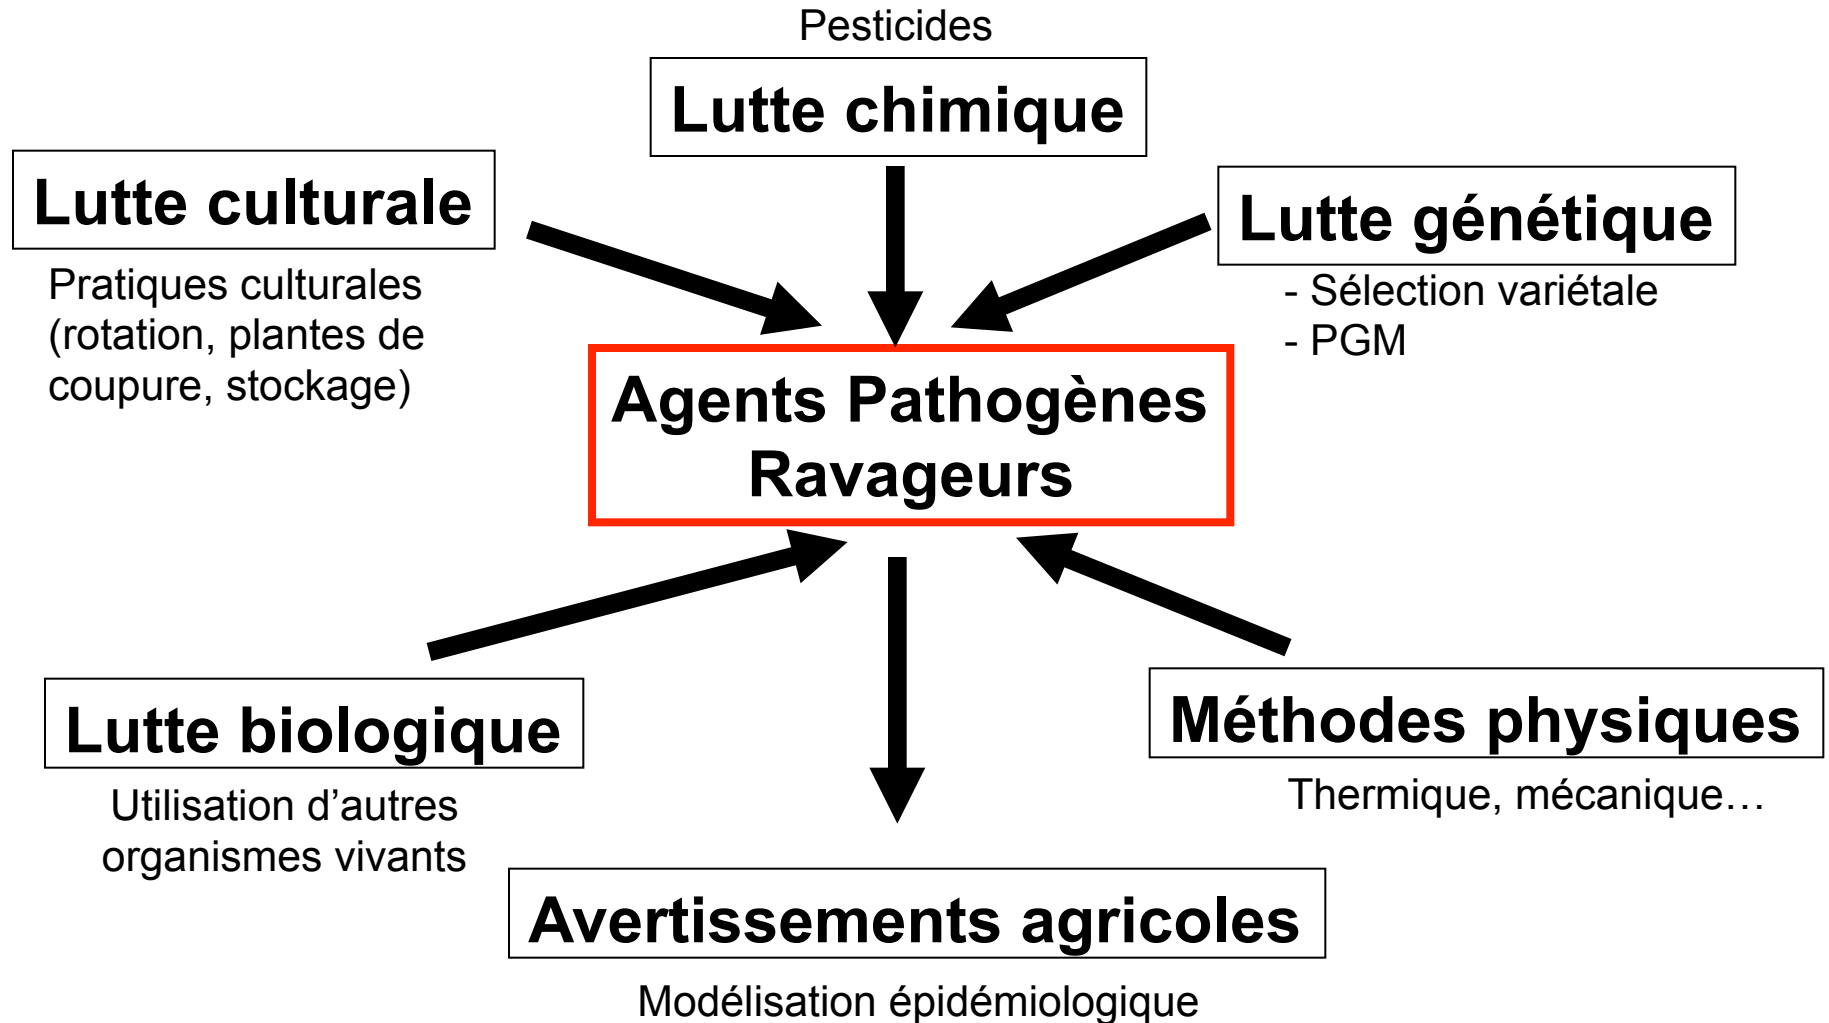 Pesticides
Lutte chimique
Lutte culturale
Pratiques culturales
(rotation, plantes de
coupure, stockage)
Lutte génétique
- Sélection variétale
- PGM
Agents Pathogènes
Ravageurs
Lutte biologique
Utilisation d’autres
organismes vivants
Méthodes physiques
Thermique, mécanique…
Avertissements agricoles
Modélisation épidémiologique